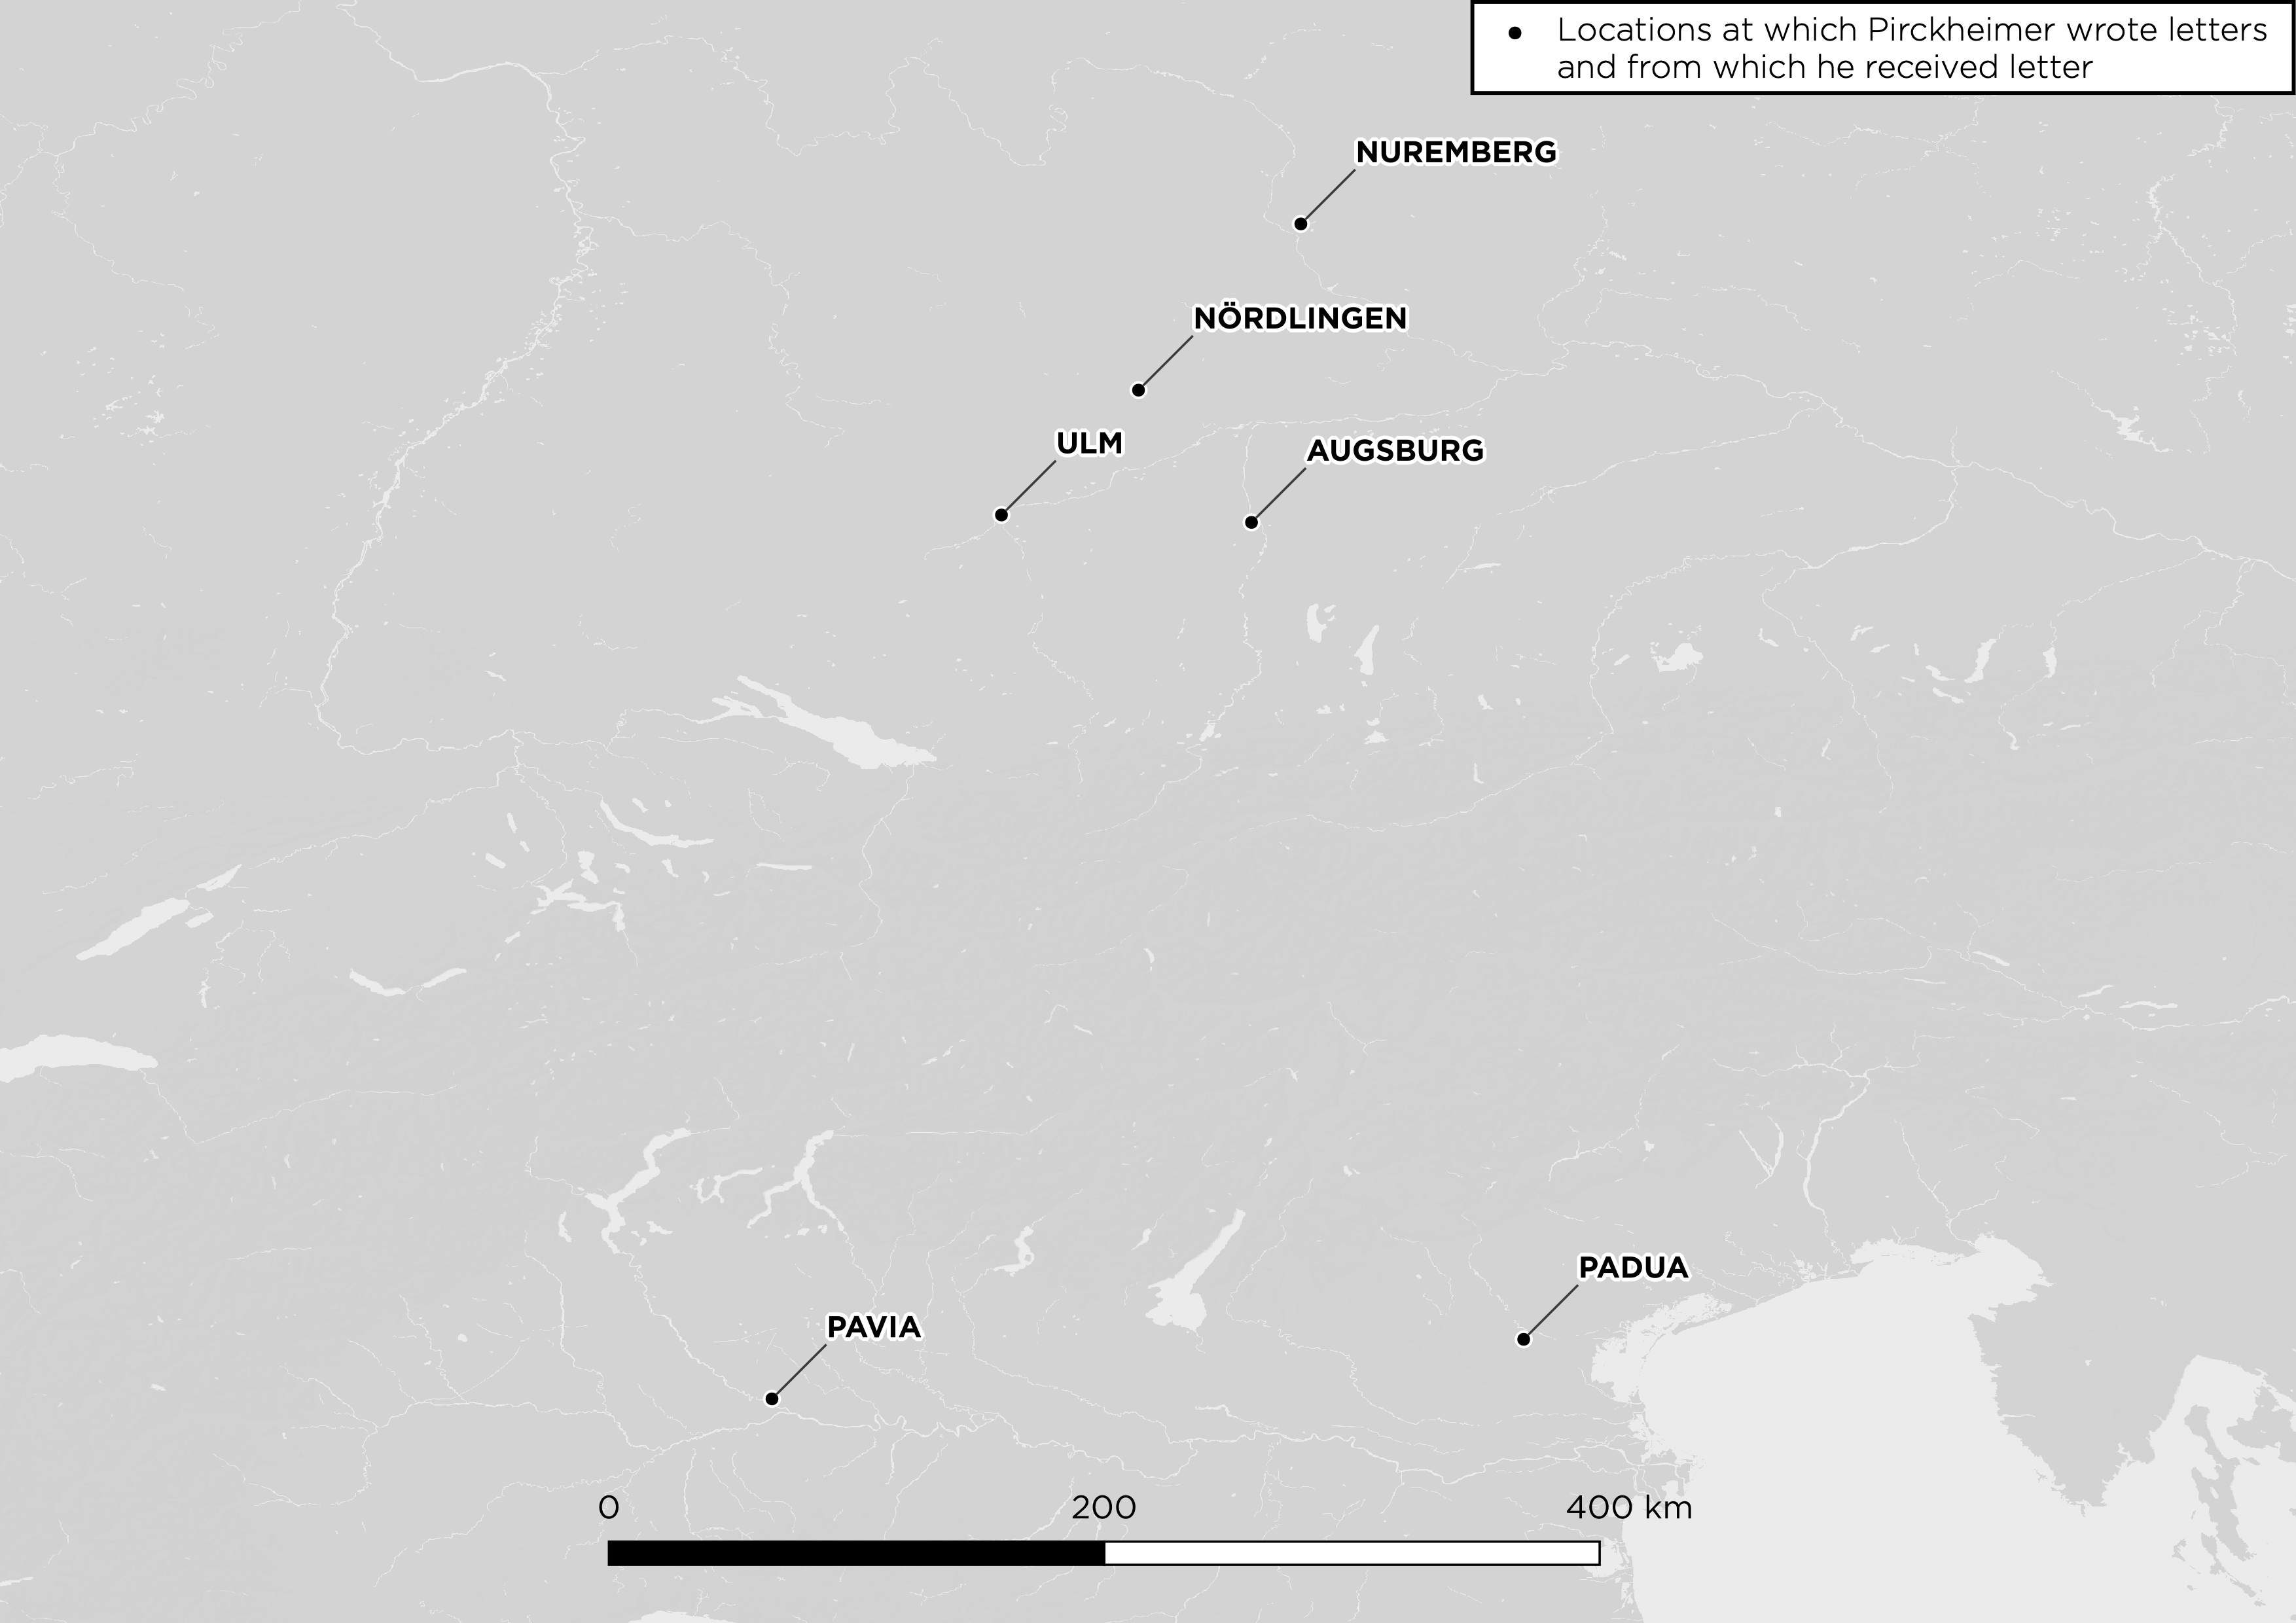 Locations at which Pirckheimer wrote letters
and from which he received letter
NUREMBERG
NÖRDLINGEN
ULM
AUGSBURG
PADUA
PAVIA
0 200 400 km